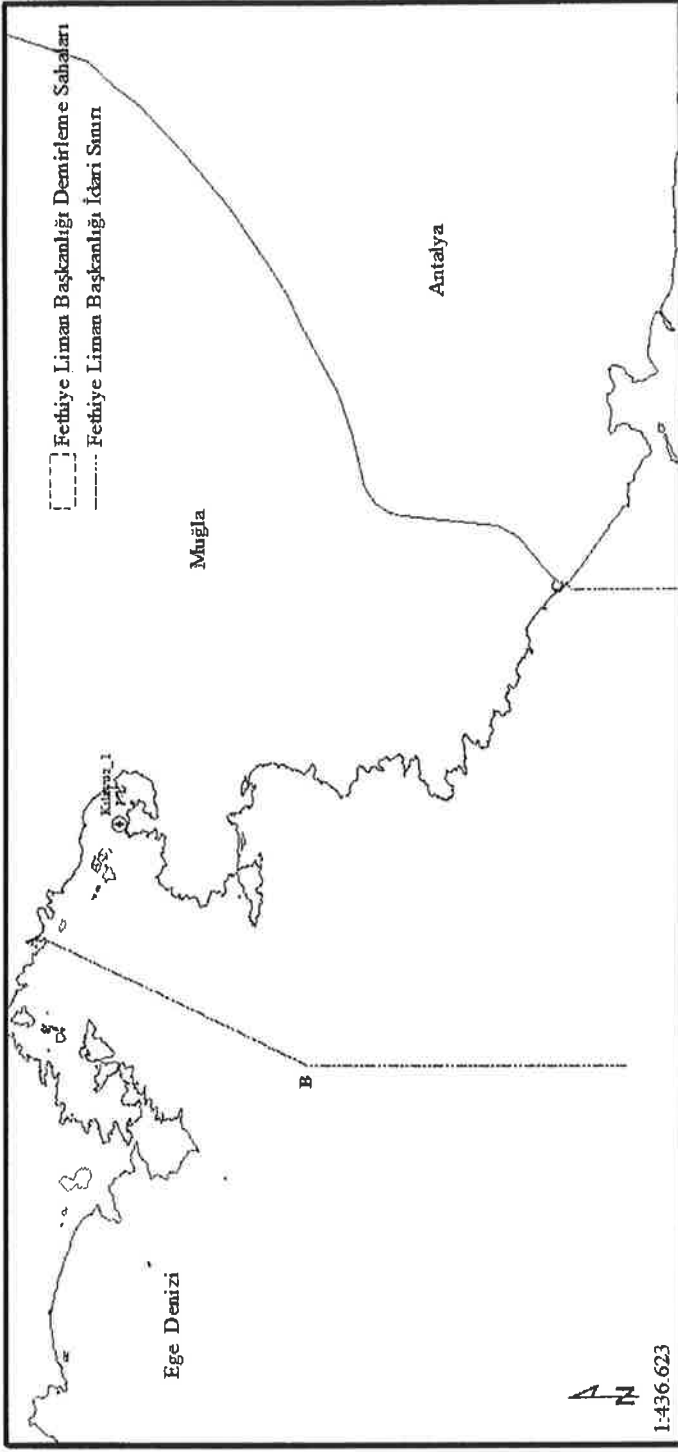 Fethiye Liman Başkanlığı Demirleme Sahaları
Fethiye Liman Başkanlığı İdari Sınırı
Muğla
Antalya
B
C
Ege Denizi
N
1:436.623